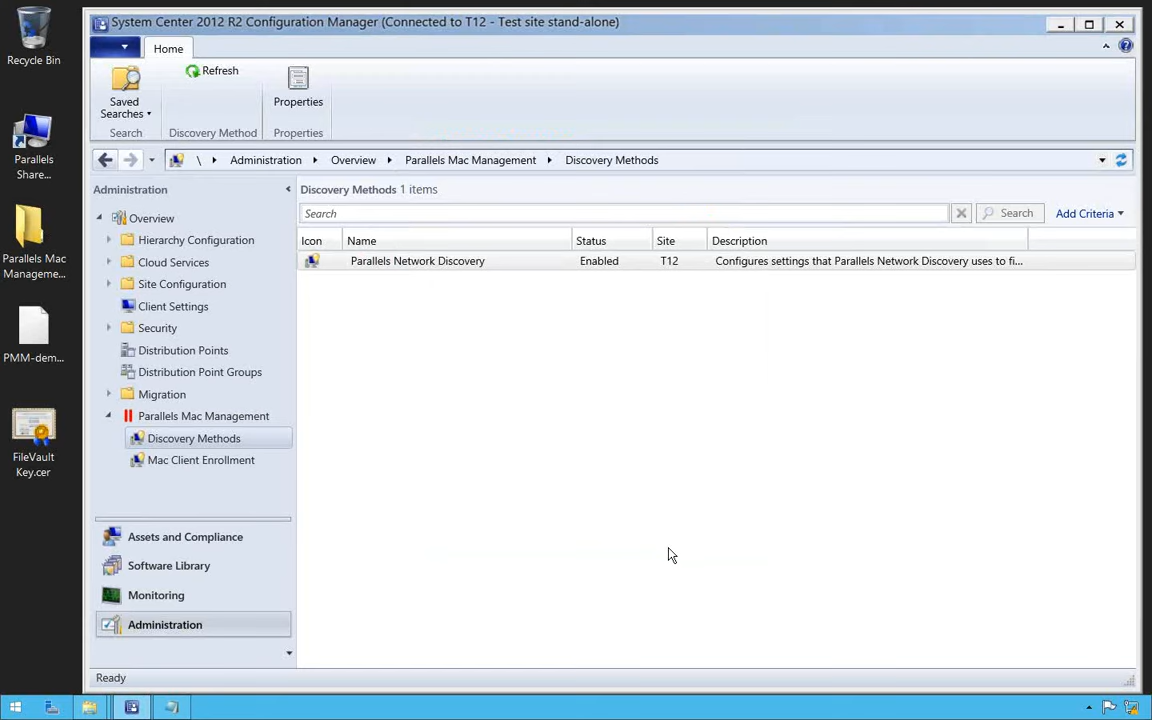 Recycle Bin
Parallels
Share...
Parallels Mac
Manageme...
PMM-dem...
FileVault
Key.cer
System Center 2012 R2 Configuration Manager (Connected to T12 - Test site stand-alone)
Home
Saved
Searches
Search
Refresh
Discovery Method
Properties
Properties
\ Administration Overview Parallels Mac Management Discovery Methods
Administration
Overview
Hierarchy Configuration
Cloud Services
Site Configuration
Client Settings
Security
Distribution Points
Distribution Point Groups
Migration
Parallels Mac Management
Discovery Methods
Mac Client Enrollment
Assets and Compliance
Software Library
Monitoring
Administration
Discovery Methods 1 items
Search
Search
Add Criteria
Icon Name Status Site Description
Parallels Network Discovery Enabled T12 Configures settings that Parallels Network Discovery uses to fi...
Ready